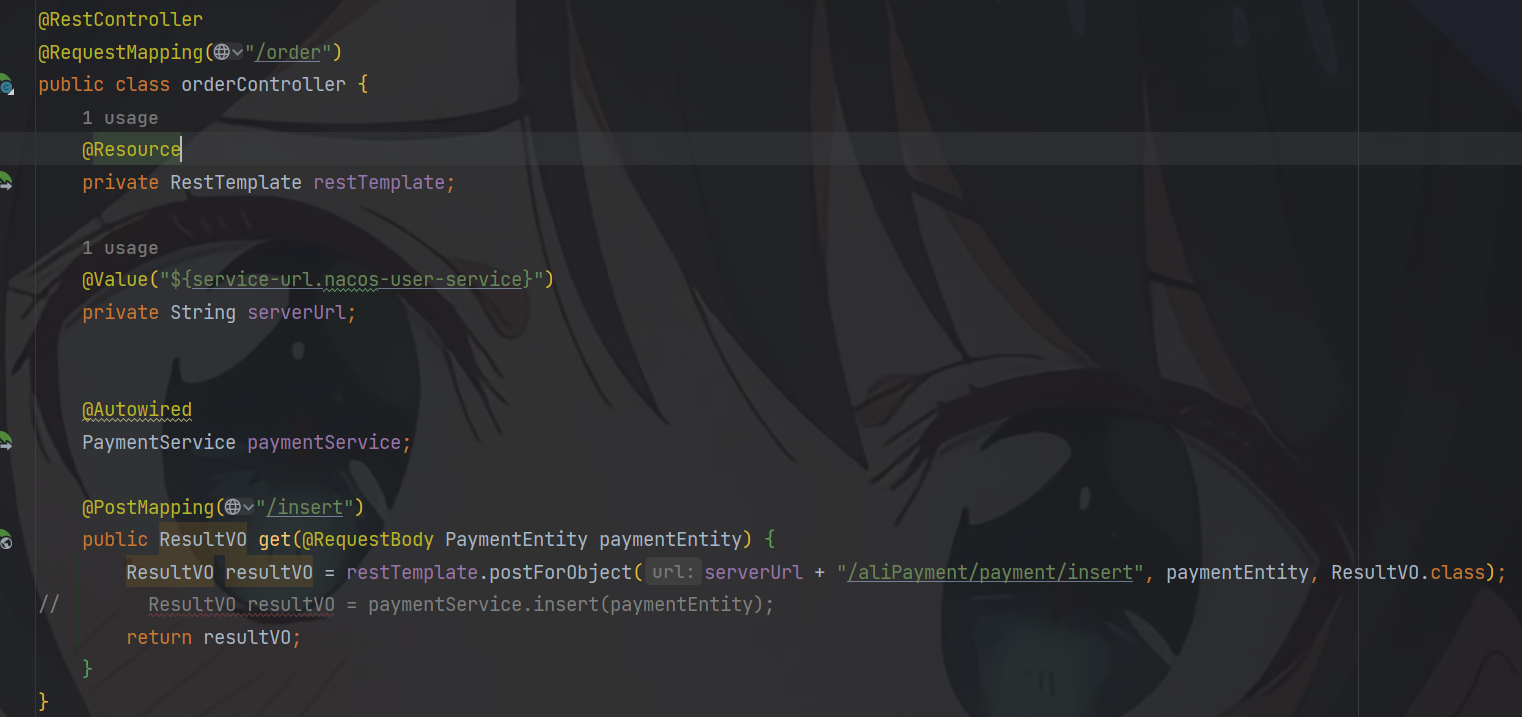 @RestController
@RequestMapping("/order")
public class orderController {
1 usage
@Resource
private RestTemplate restTemplate;
1 usage
@Value("${service-url.nacos-user-service}")
private String serverUrl;
@Autowired
PaymentService paymentService;
@PostMapping("/insert")
public ResultVO get(@RequestBody PaymentEntity paymentEntity) {
ResultVO resultVO = restTemplate.postForObject( url: serverUrl + "/aliPayment/payment/insert", paymentEntity, ResultVO.class);
// ResultVO resultVO = paymentService.insert(paymentEntity);
return resultVO;
}
}